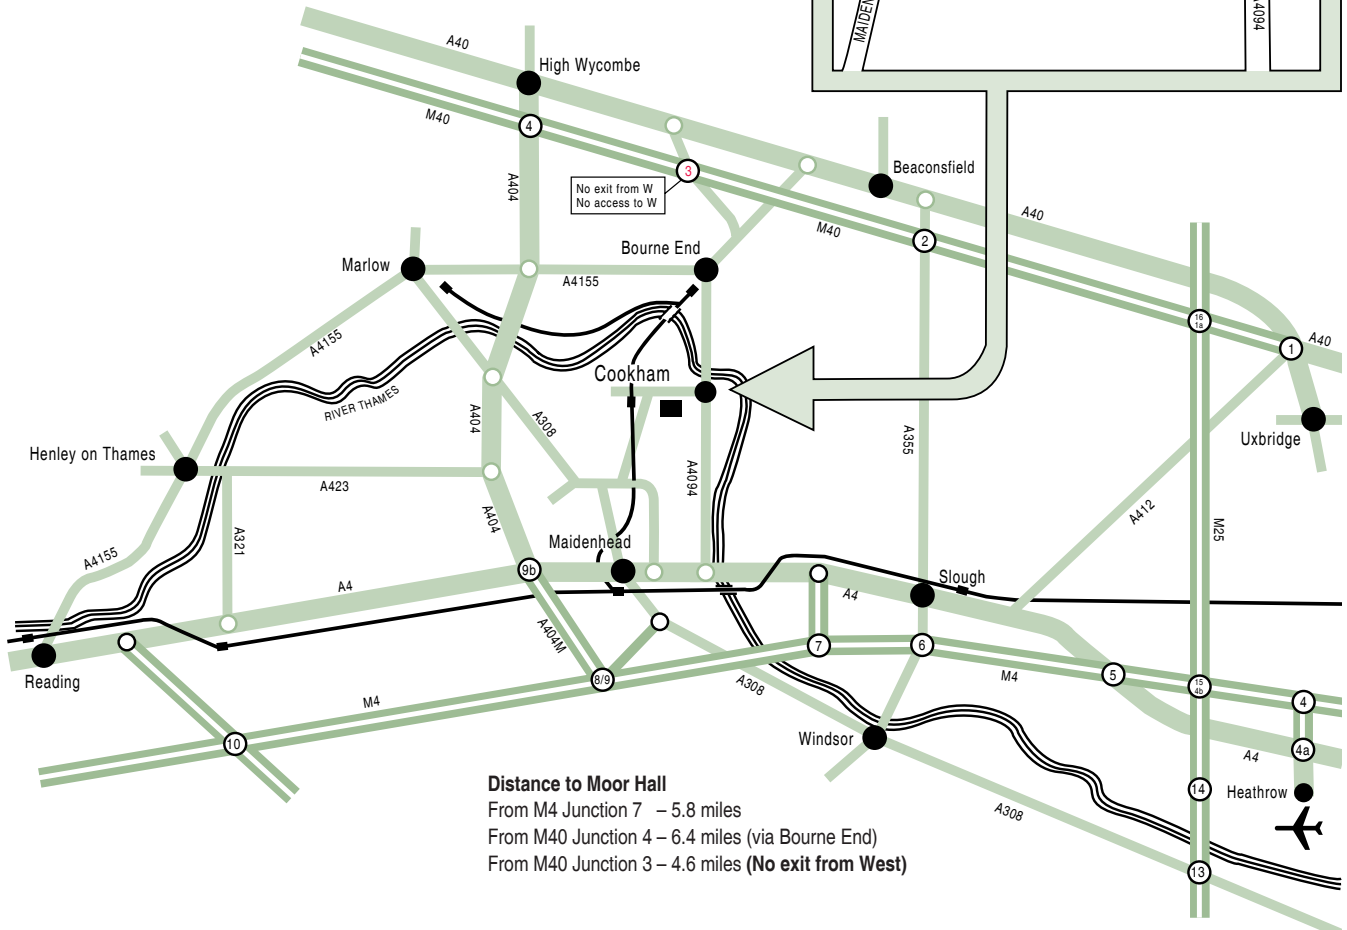 MAIDEN
A4094
A40
High Wycombe
M40
4
A404
3
No exit from W
No access to W
Beaconsfield
A40
M40
2
Bourne End
Marlow
A4155
16
1a
1
A40
A4155
RIVER THAMES
Cookham
A404
A308
A355
Uxbridge
Henley on Thames
A423
A4094
A412
M25
A404
A321
A4155
Maidenhead
9b
A4
Slough
A4
A404M
Reading
7
6
M4
5
15
4b
4
8/9
A308
M4
10
Windsor
A4
4a
Heathrow
14
A308
13
Distance to Moor Hall
From M4 Junction 7 – 5.8 miles
From M40 Junction 4 – 6.4 miles (via Bourne End)
From M40 Junction 3 – 4.6 miles (No exit from West)